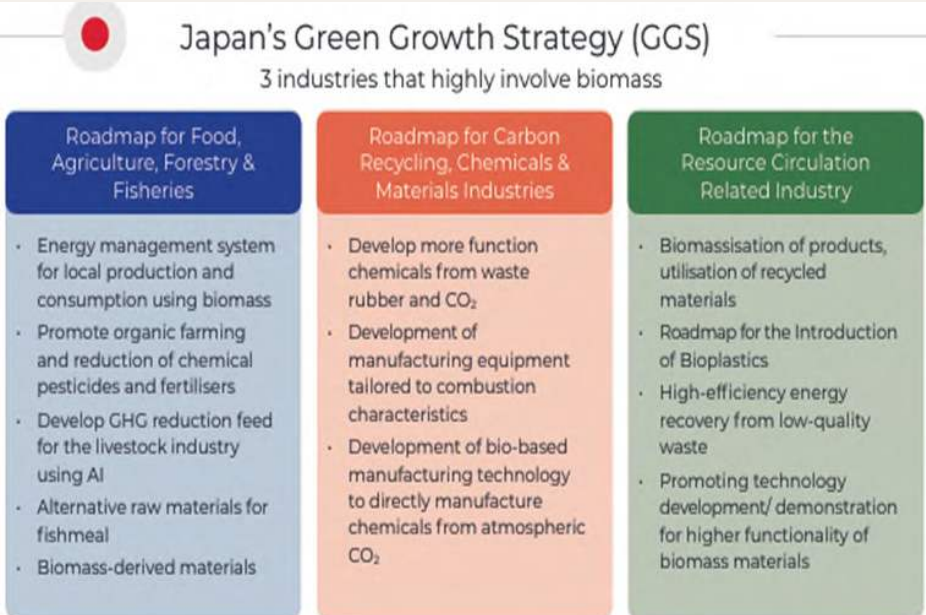 Japan's Green Growth Strategy (GGS)
3 industries that highly involve biomass
Roadmap for Food,
Agriculture, Forestry &
Fisheries
· Energy management system
for local production and
consumption using biomass
· Promote organic farming
and reduction of chemical
pesticides and fertilisers
· Develop GHG reduction feed
for the livestock industry
using AI
· Alternative raw materials for
fishmeal
· Biomass-derived materials
Roadmap for Carbon
Recycling, Chemicals &
Materials Industries
· Develop more function
chemicals from waste
rubber and CO₂
· Development of
manufacturing equipment
tailored to combustion
characteristics
· Development of bio-based
manufacturing technology
to directly manufacture
chemicals from atmospheric
CO₂
Roadmap for the
Resource Circulation
Related Industry
· Biomassisation of products,
utilisation of recycled
materials
· Roadmap for the Introduction
of Bioplastics
· High-efficiency energy
recovery from low-quality
waste
· Promoting technology
development/ demonstration
for higher functionality of
biomass materials